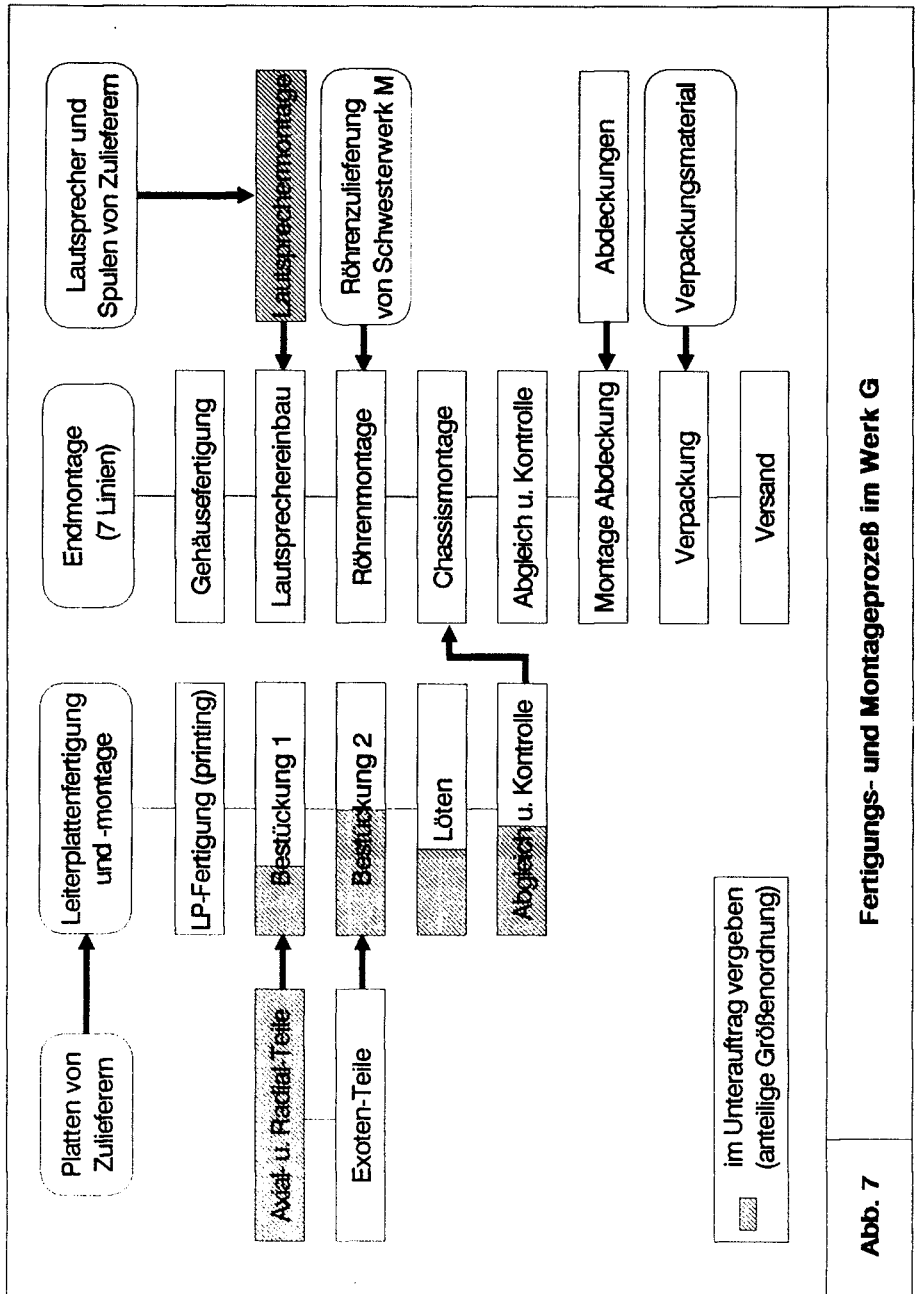 Platten von
Zulieferern
Leiterplattenfertigung
und -montage
Endmontage
(7 Linien)
Lautsprecher und
Spulen von Zulieferern
LP-Fertigung (printing)
Gehäusefertigung
Axial- u. Radial-Teile
Bestückung 1
Lautsprechereinbau
Lautsprechermontage
Exoten-Teile
Bestückung 2
Röhrenmontage
Röhrenzulieferung
von Schwesterwerk M
Löten
Chassismontage
Abgleich u. Kontrolle
Abgleich u. Kontrolle
Montage Abdeckung
Abdeckungen
Verpackung
Verpackungsmaterial
Versand
im Unterauftrag vergeben
(anteilige Größenordnung)
Abb. 7
Fertigungs- und Montageprozeß im Werk G